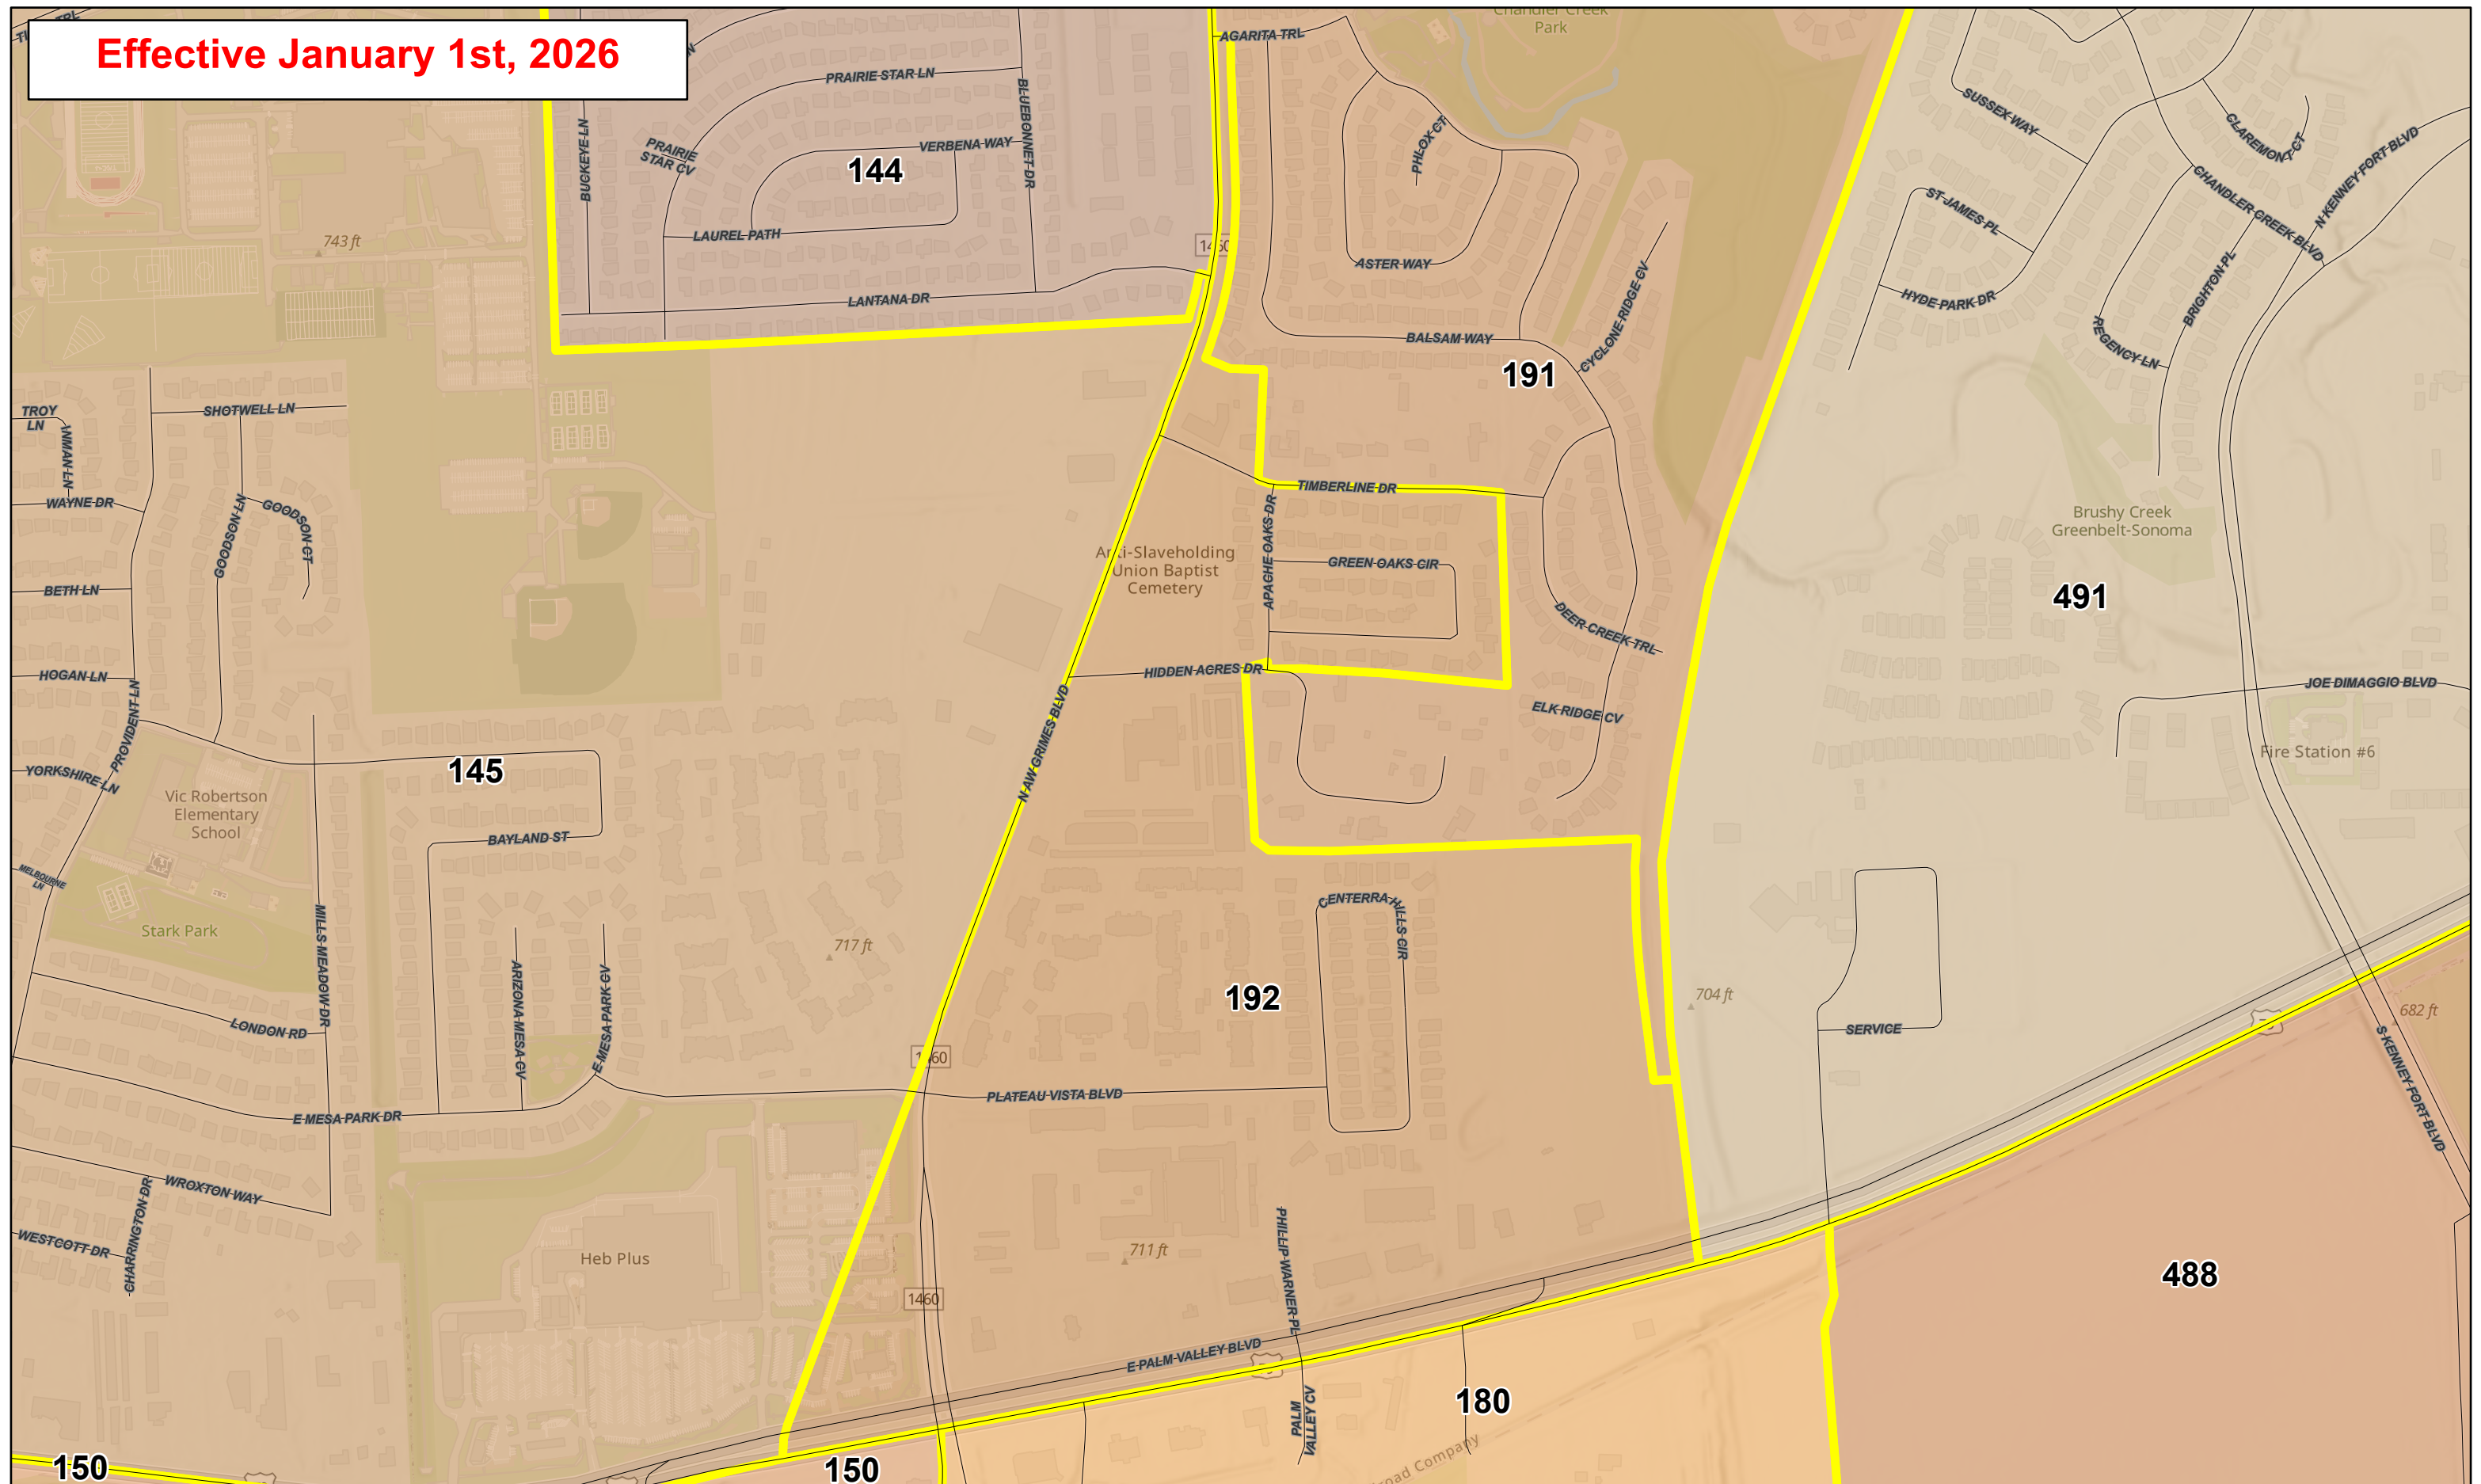 Effective January 1st, 2026
TRL
Chandler Creek
Park
AGARITA TRL
PRAIRIE STAR LN
BLUEBONNET DR
BUCKEYE LN
PRAIRIE
STAR CV
VERBENA WAY
144
LAUREL PATH
LANTANA DR
743 ft
1460
PHLOX CT
ASTER WAY
BALSAM WAY
CYCLONE RIDGE CV
191
SUSSEX WAY
CLAREMONT CT
N KENNEY FORT BLVD
CHANDLER CREEK BLVD
ST JAMES PL
HYDE PARK DR
BRIGHTON PL
REGENCY LN
TROY
LN
INMAN LN
SHOTWELL LN
WAYNE DR
GOODSON LN
GOODSON CT
BETH LN
HOGAN LN
PROVIDENT LN
YORKSHIRE LN
TIMBERLINE DR
APACHE OAKS DR
GREEN OAKS CIR
Anti-Slaveholding
Union Baptist
Cemetery
HIDDEN ACRES DR
DEER CREEK TRL
ELK RIDGE CV
Brushy Creek
Greenbelt-Sonoma
491
JOE DIMAGGIO BLVD
Fire Station #6
N AW GRIMES BLVD
145
Vic Robertson
Elementary
School
BAYLAND ST
MELBOURNE
LN
Stark Park
MILLS MEADOW DR
ARIZONA MESA CV
E MESA PARK CV
717 ft
LONDON RD
E MESA PARK DR
CENTERRA HILLS CIR
192
704 ft
SERVICE
682 ft
S KENNEY FORT BLVD
1460
PLATEAU VISTA BLVD
WROXTON WAY
CHARRINGTON DR
WESTCOTT DR
Heb Plus
711 ft
PHILLIP WARNER PL
1460
E PALM VALLEY BLVD
488
180
PALM
VALLEY CV
road Company
150
150